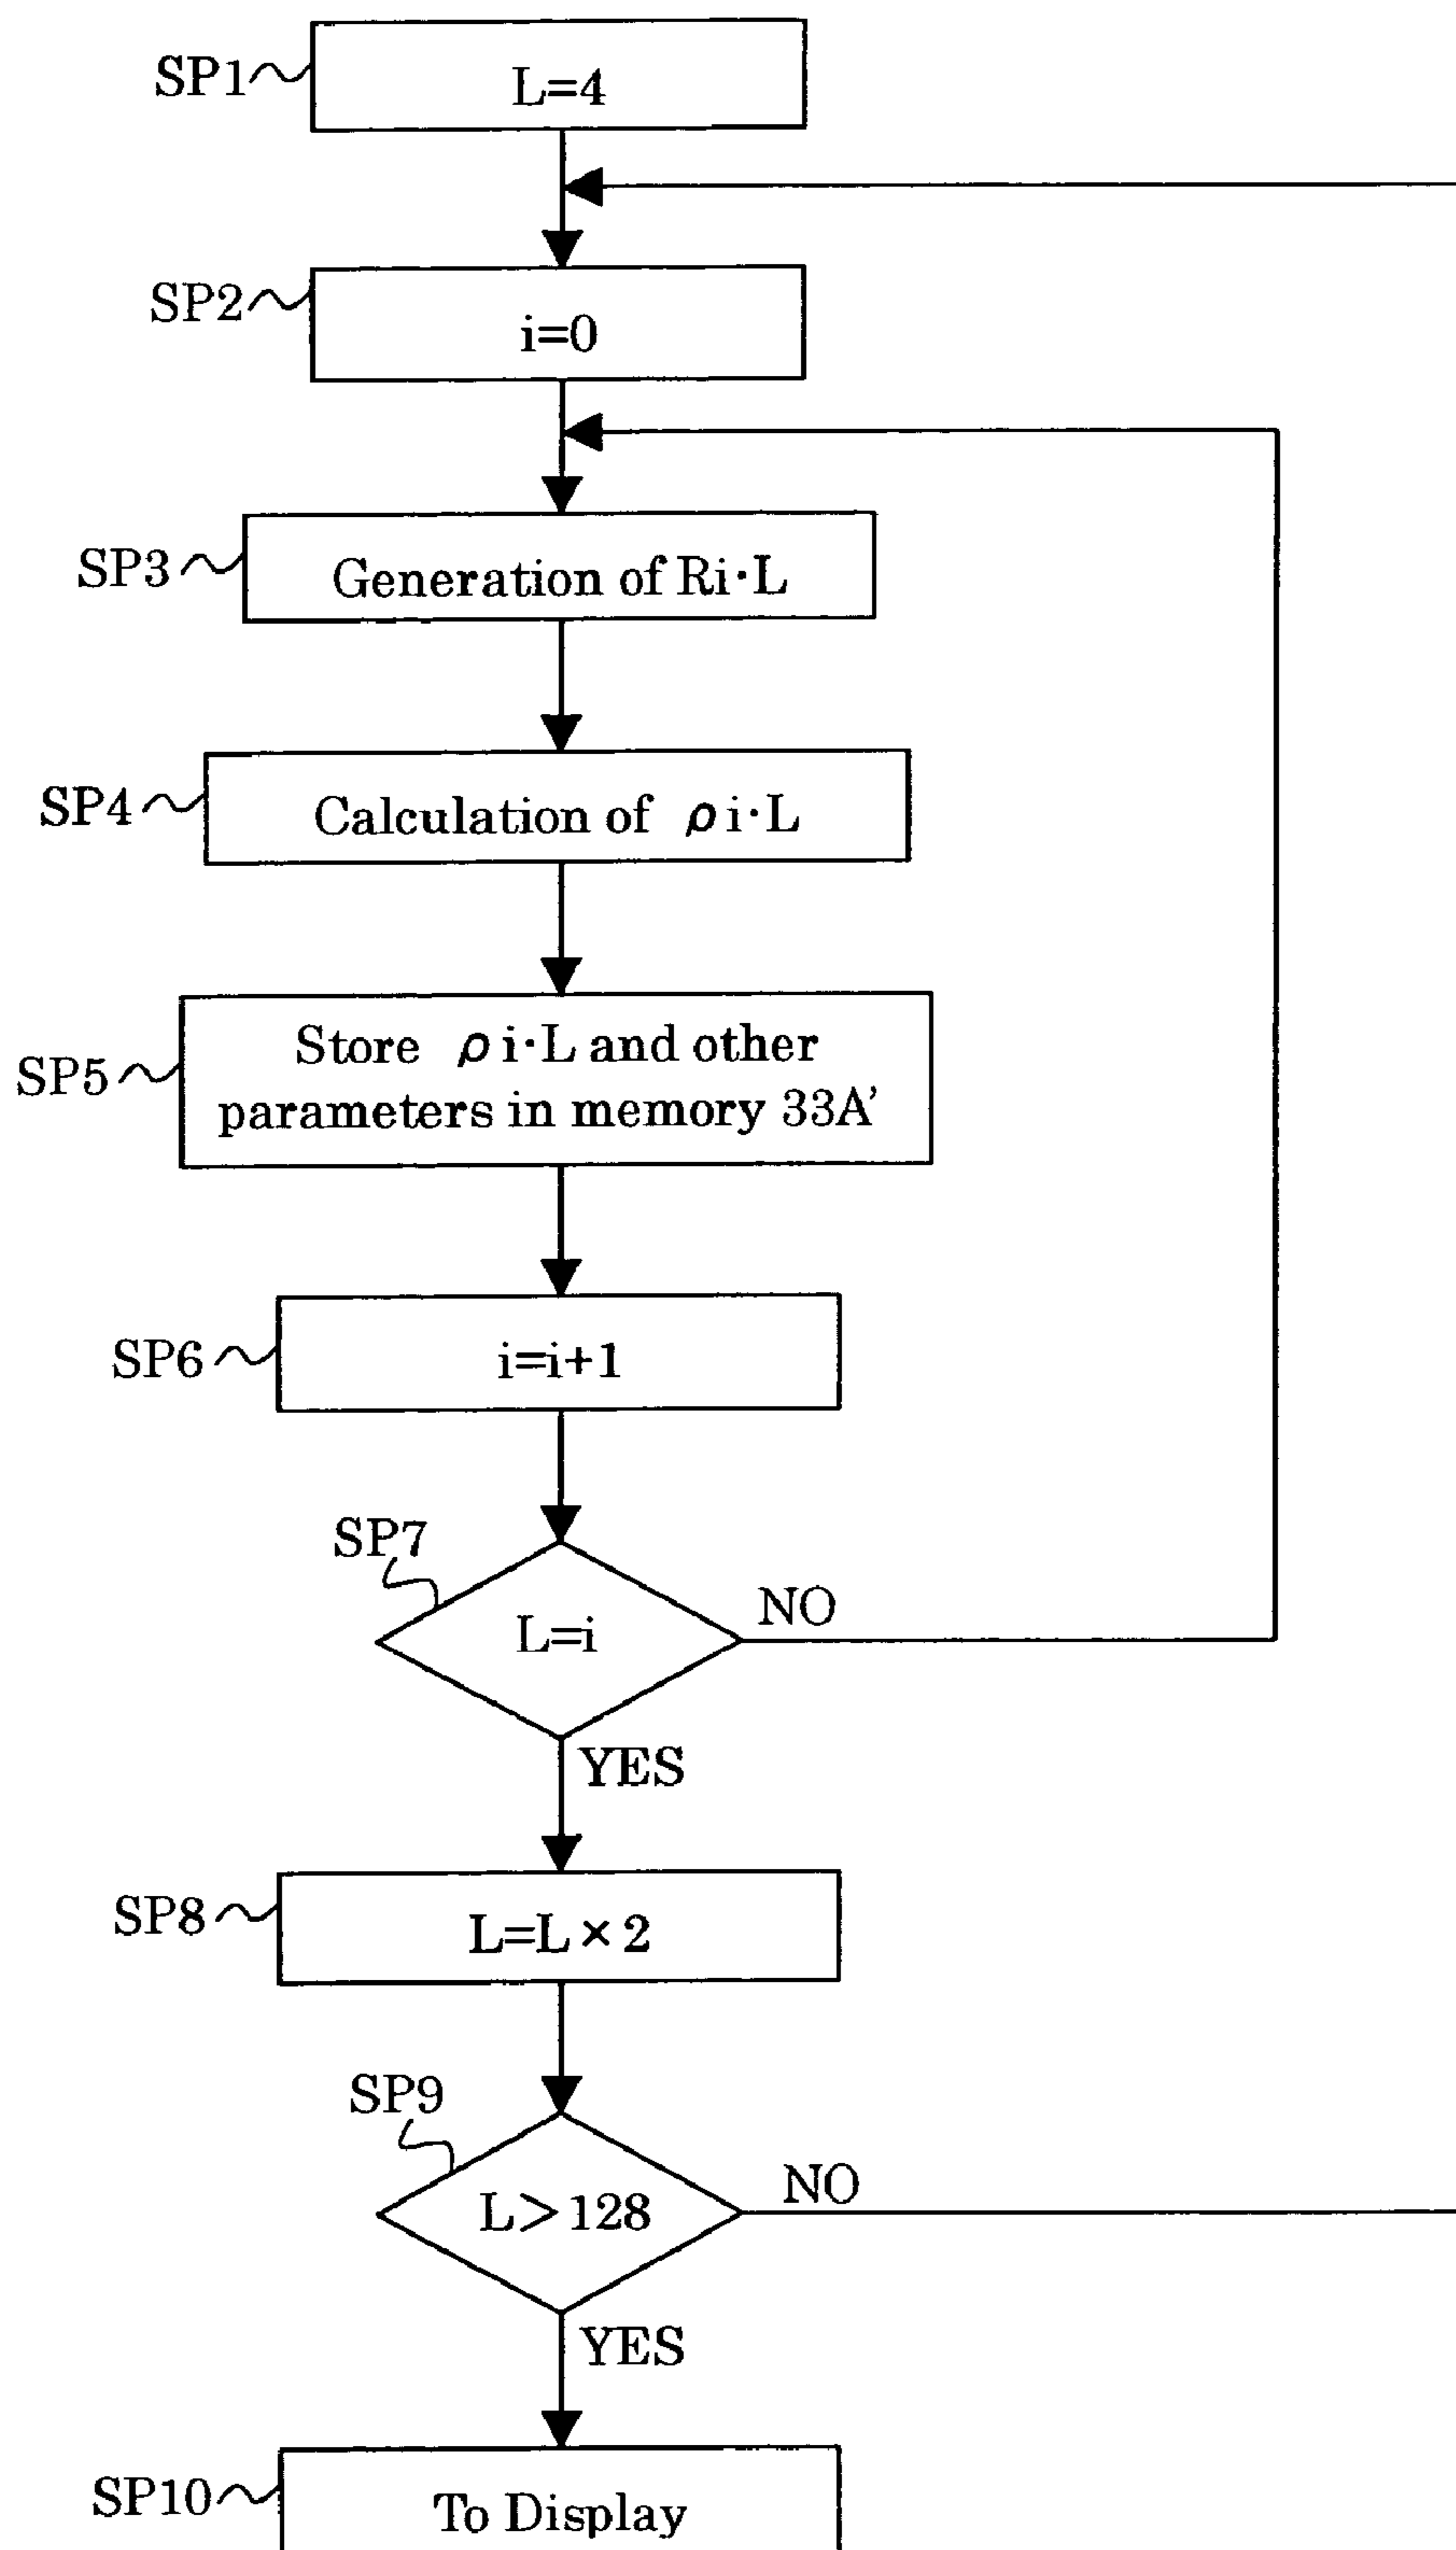 SP1
L=4
SP2
i=0
SP3
Generation of Ri·L
SP4
Calculation of ρi·L
SP5
Store ρi·L and other
parameters in memory 33A'
SP6
i=i+1
SP7
L=i
NO
YES
SP8
L=L×2
SP9
L>128
NO
YES
SP10
To Display